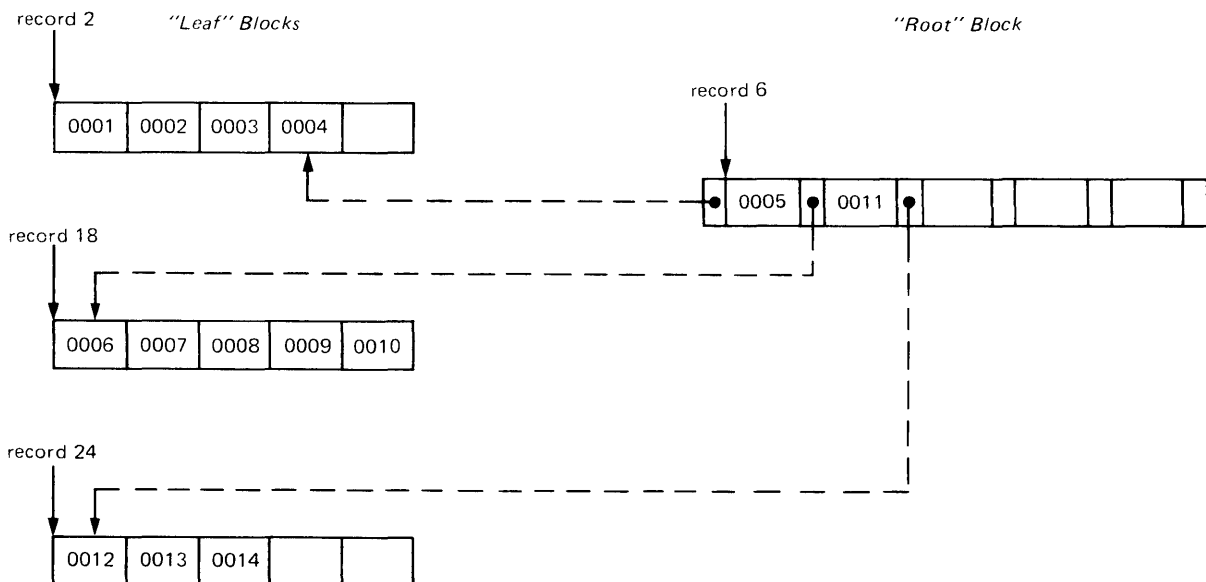 record 2
"Leaf" Blocks
"Root" Block
record 6
0001 0002 0003 0004
0005 0011
record 18
0006 0007 0008 0009 0010
record 24
0012 0013 0014